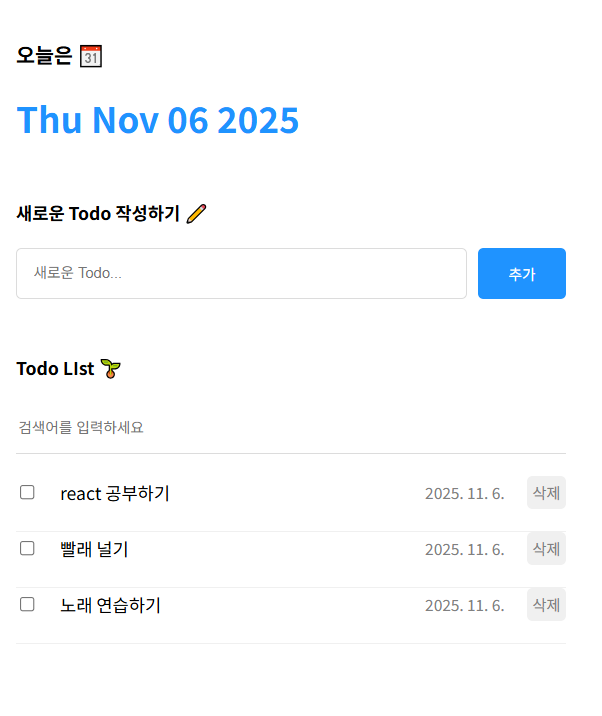 오늘은 📅
Thu Nov 06 2025
새로운 Todo 작성하기 ✏️
새로운 Todo...
추가
Todo LIst 🌱
검색어를 입력하세요
react 공부하기 2025. 11. 6. 삭제
빨래 널기 2025. 11. 6. 삭제
노래 연습하기 2025. 11. 6. 삭제